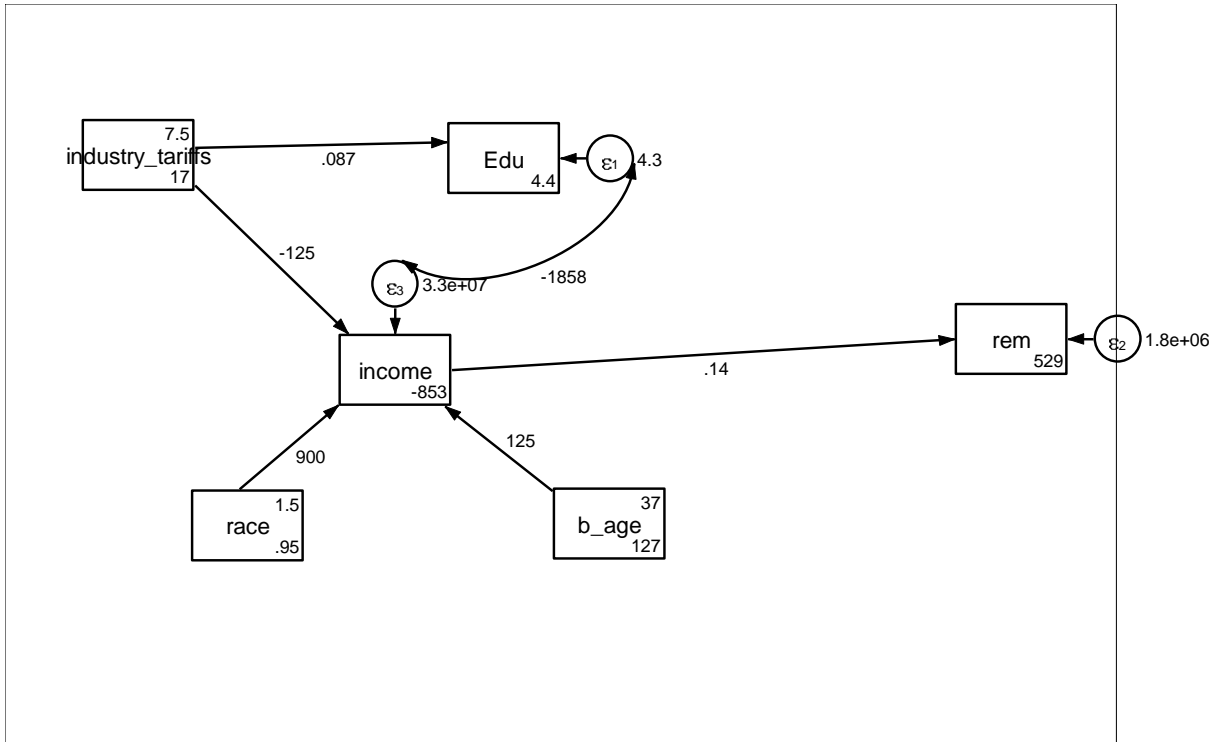 7.5
industry_tariffs
17
.087
Edu
4.4
ε1
4.3
-125
ε3
3.3e+07
-1858
income
-853
.14
rem
529
ε2
1.8e+06
900
125
1.5
race
.95
37
b_age
127